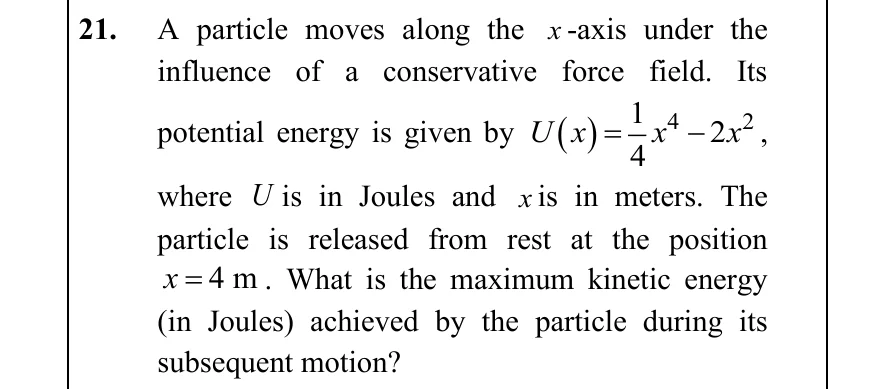 21. A particle moves along the x-axis under the
influence of a conservative force field. Its
potential energy is given by U(x)=\frac{1}{4}x^4-2x^2,
where U is in Joules and x is in meters. The
particle is released from rest at the position
x=4 m. What is the maximum kinetic energy
(in Joules) achieved by the particle during its
subsequent motion?